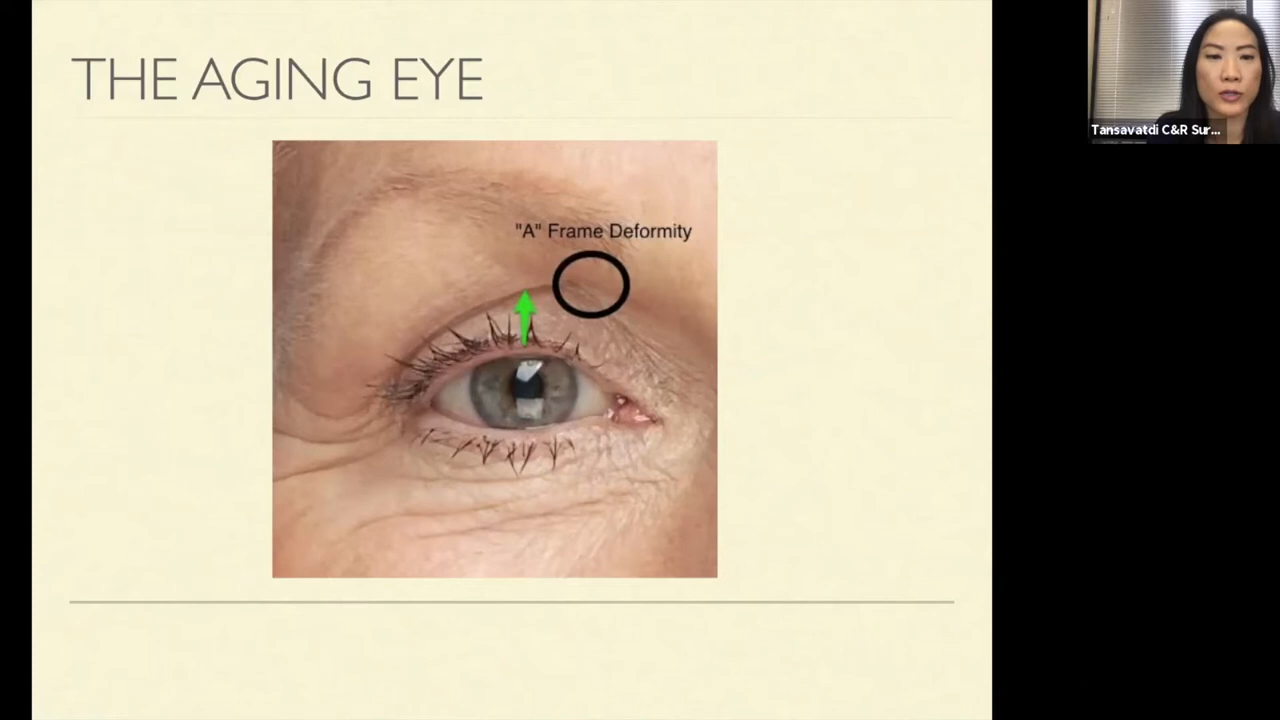 THE AGING EYE
"A" Frame Deformity
Tansavatdi C&R Sur...